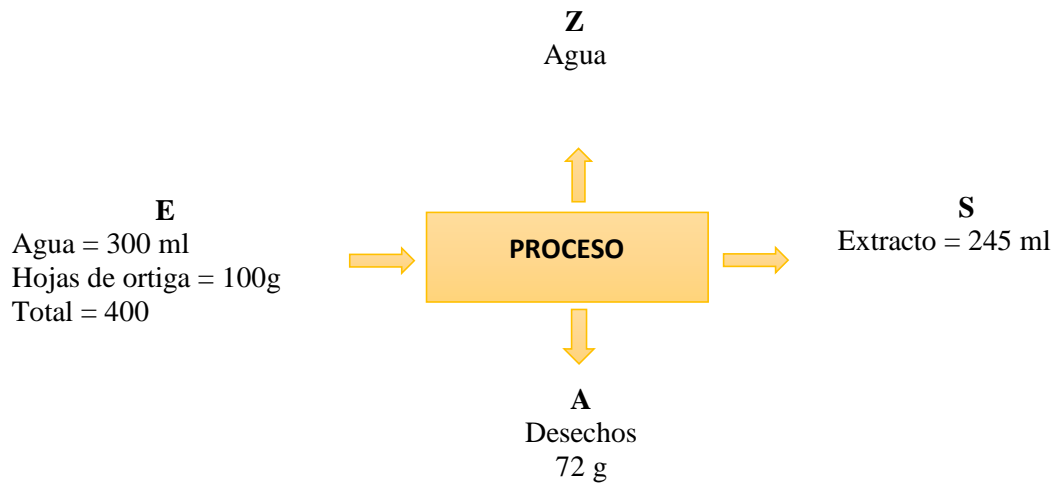 Z
Agua
E
Agua = 300 ml
Hojas de ortiga = 100g
Total = 400
PROCESO
S
Extracto = 245 ml
A
Desechos
72 g